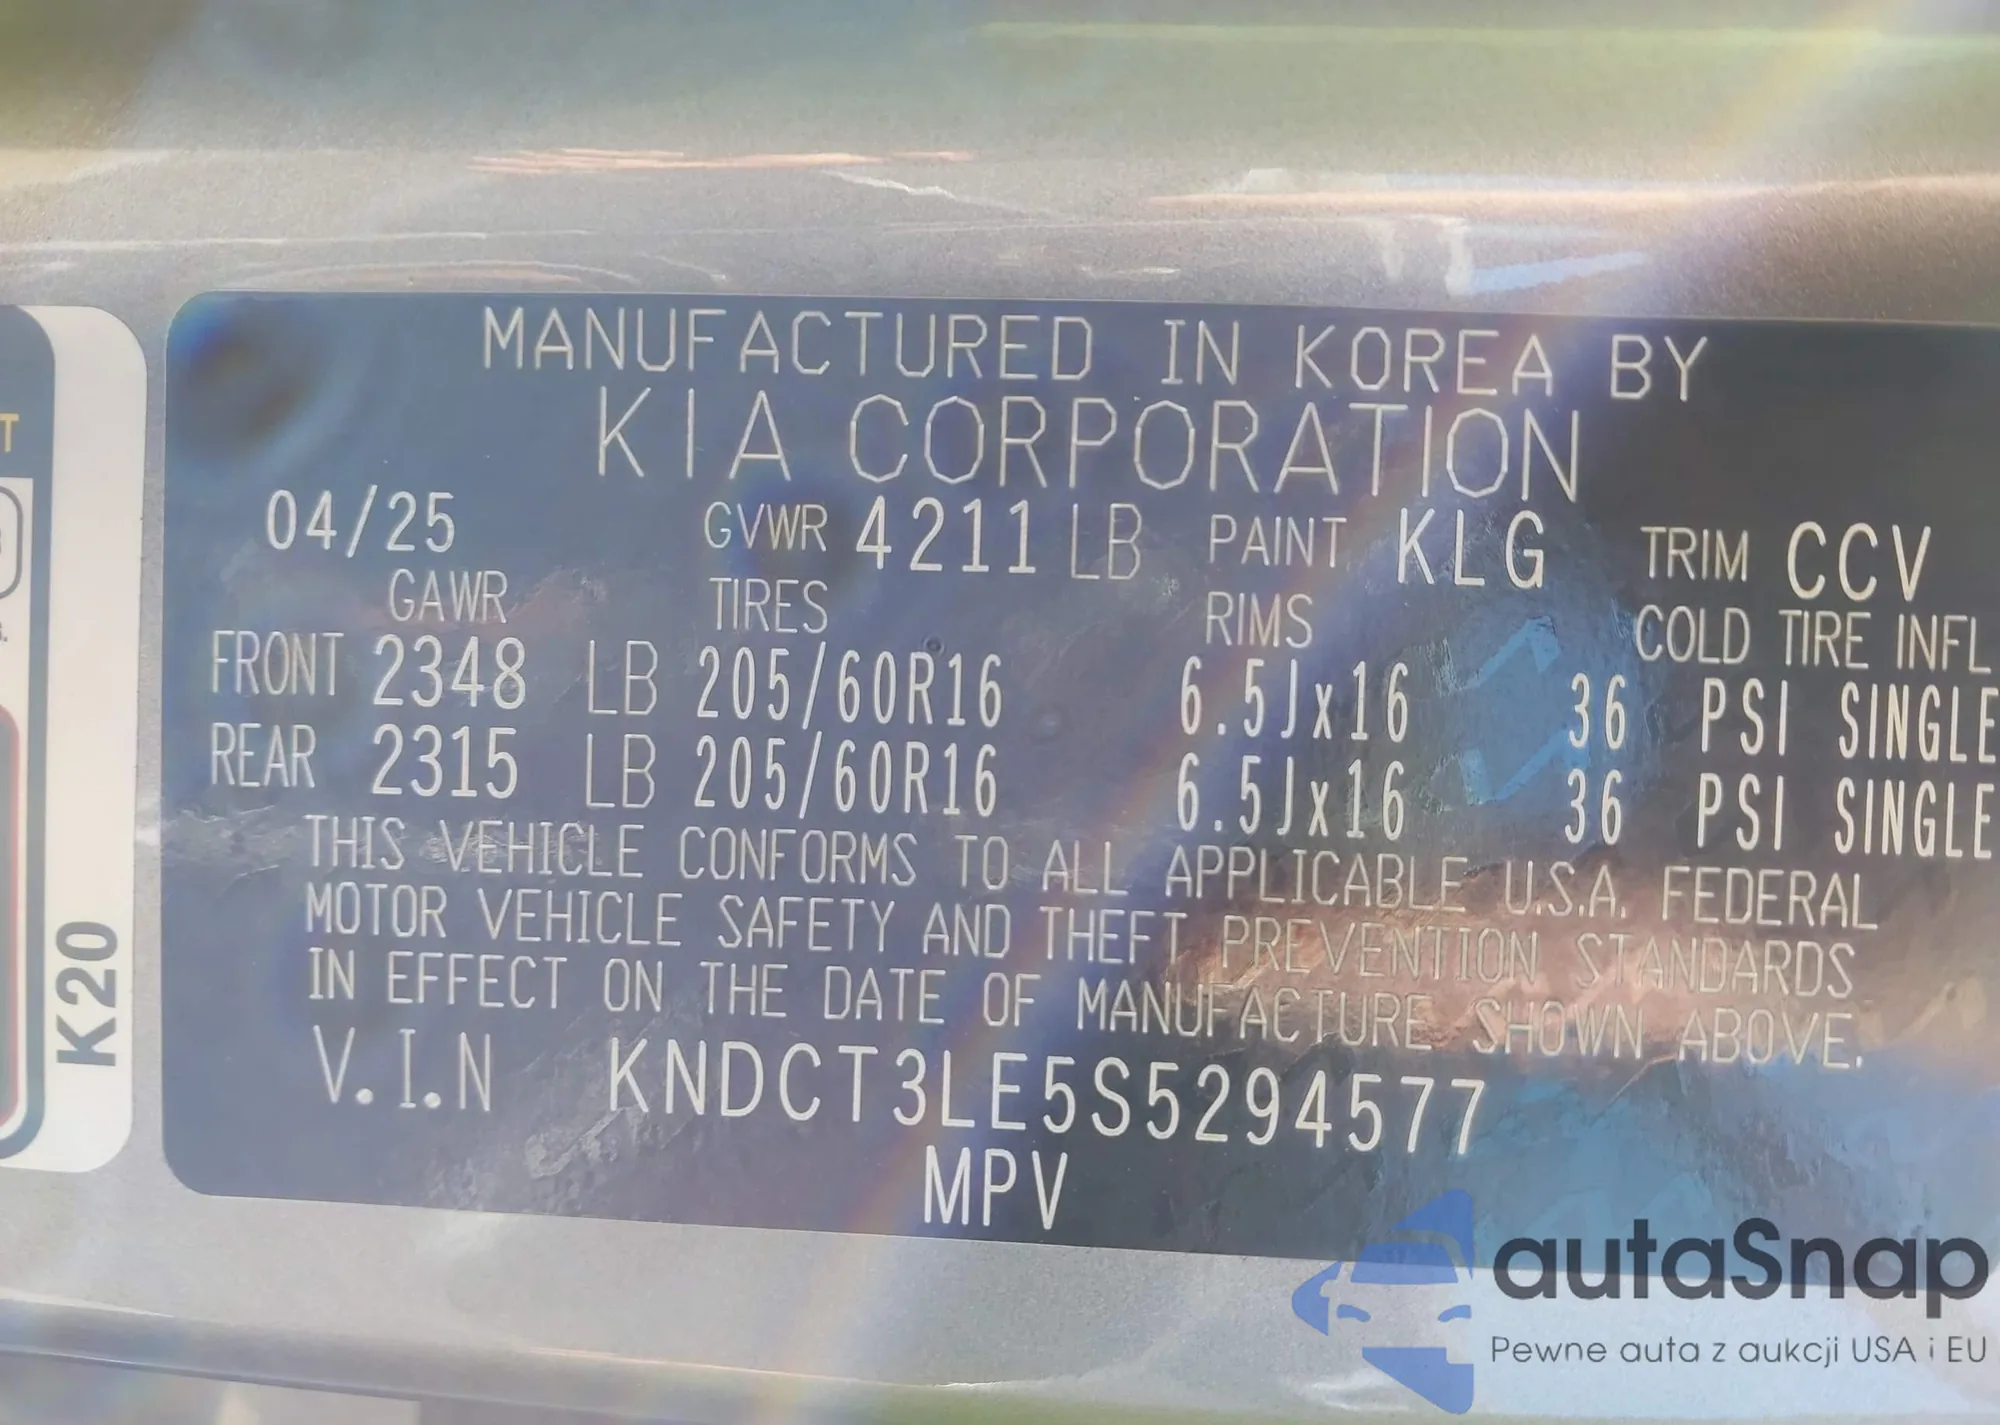 MANUFACTURED IN KOREA BY
KIA CORPORATION
04/25 GVWR 4211 LB PAINT KLG TRIM CCV
GAWR TIRES RIMS COLD TIRE INFL
FRONT 2348 LB 205/60R16 6.5Jx16 36 PSI SINGLE
REAR 2315 LB 205/60R16 6.5Jx16 36 PSI SINGLE
THIS VEHICLE CONFORMS TO ALL APPLICABLE U.S.A. FEDERAL
MOTOR VEHICLE SAFETY AND THEFT PREVENTION STANDARDS
IN EFFECT ON THE DATE OF MANUFACTURE SHOWN ABOVE.
V.I.N KNDCT3LE5S5294577
MPV
K20
T
autaSnap
Pewne auta z aukcji USA i EU